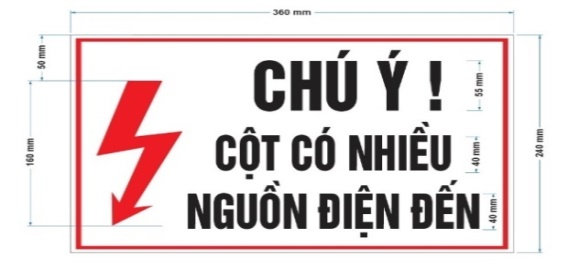 360 mm
50 mm
CHÚ Ý !
55 mm
160 mm
CỘT CÓ NHIỀU
40 mm
240 mm
NGUỒN ĐIỆN ĐẾN
40 mm